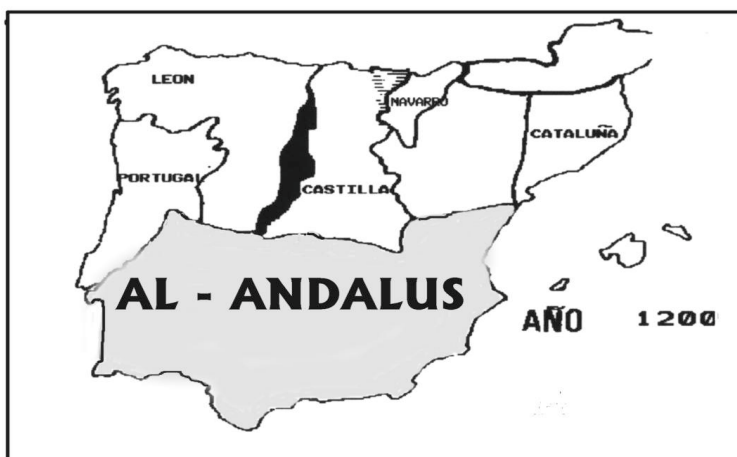 LEON
NAVARRO
CATALUÑA
PORTUGAL
CASTILLA
AL - ANDALUS
AÑO 1200